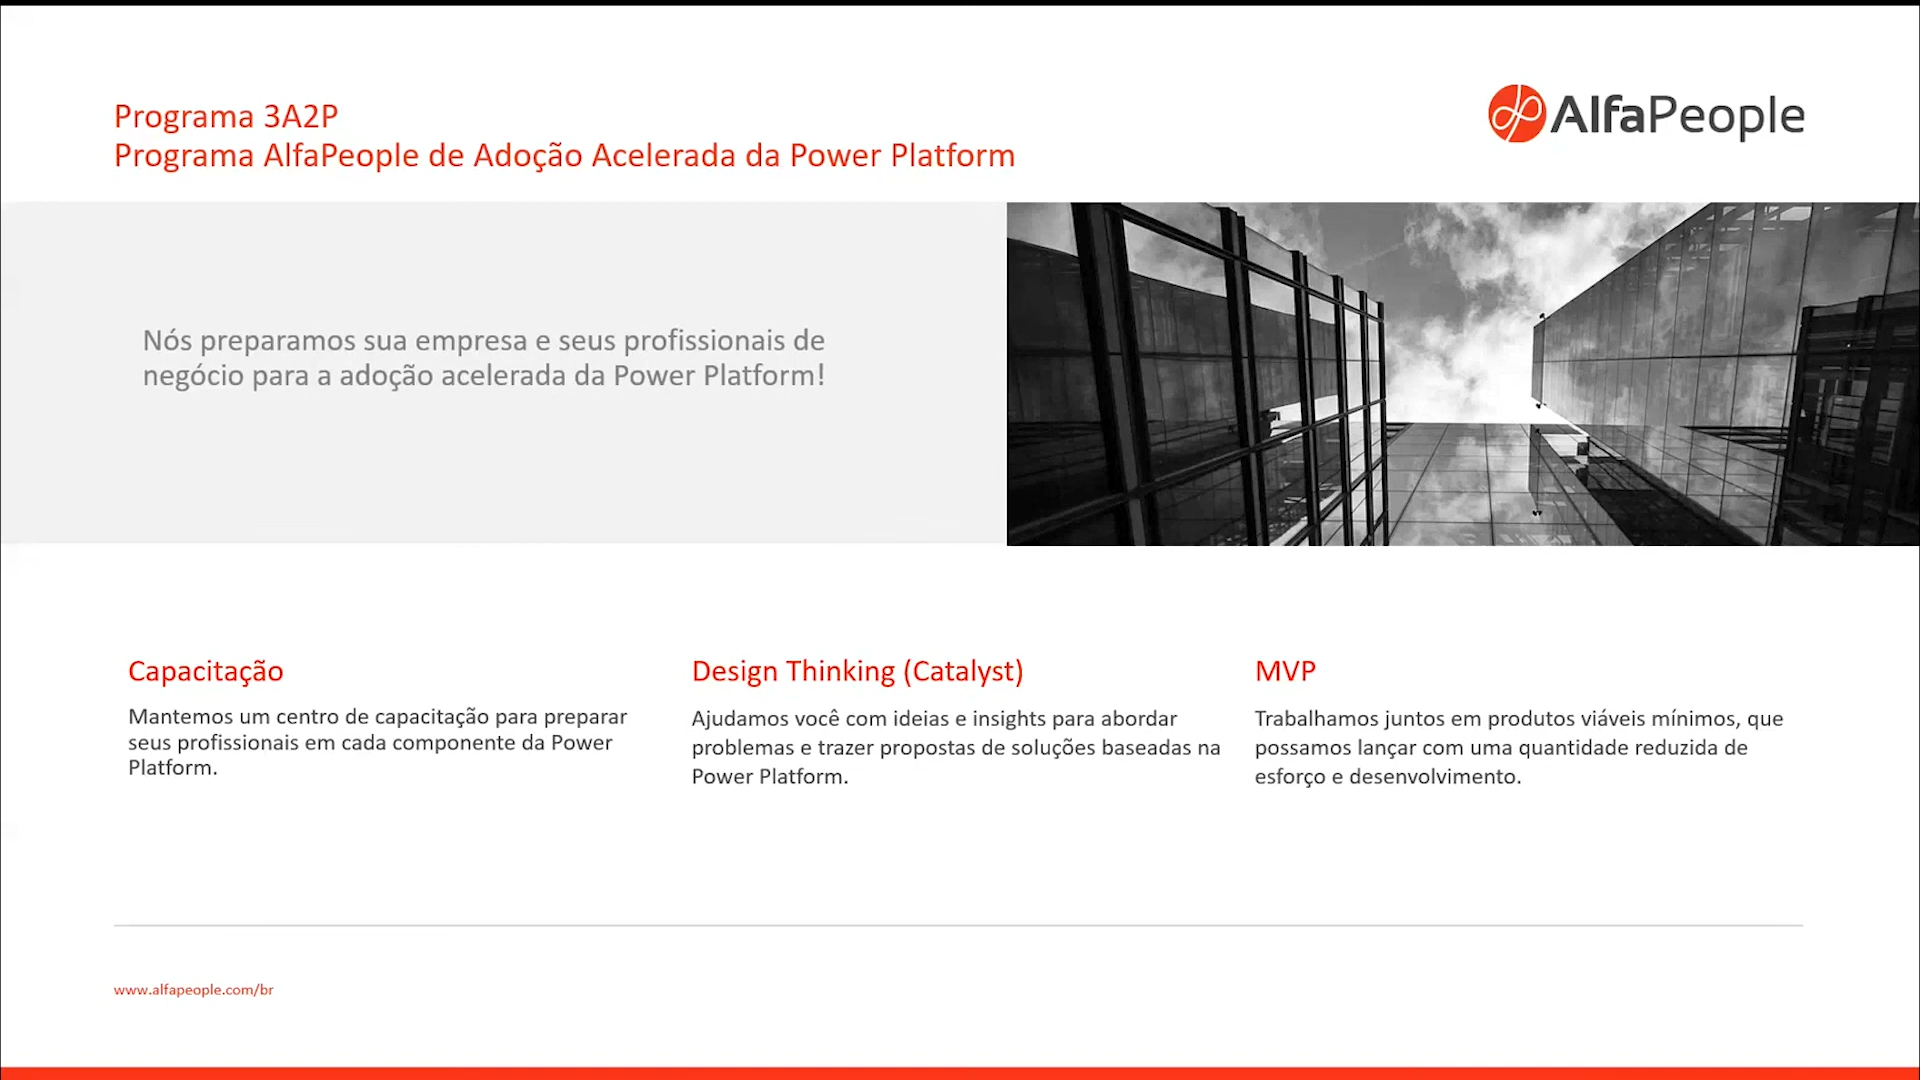 Programa 3A2P
Programa AlfaPeople de Adoção Acelerada da Power Platform
AlfaPeople
Nós preparamos sua empresa e seus profissionais de
negócio para a adoção acelerada da Power Platform!
Capacitação
Mantemos um centro de capacitação para preparar
seus profissionais em cada componente da Power
Platform.
Design Thinking (Catalyst)
Ajudamos você com ideias e insights para abordar
problemas e trazer propostas de soluções baseadas na
Power Platform.
MVP
Trabalhamos juntos em produtos viáveis mínimos, que
possamos lançar com uma quantidade reduzida de
esforço e desenvolvimento.
www.alfapeople.com/br